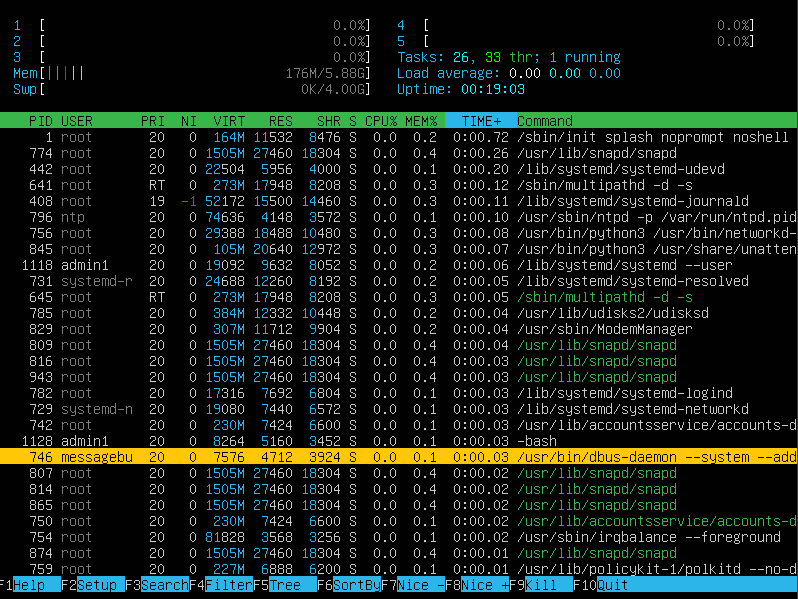 1 [ 0.0%] 4 [ 0.0%]
2 [ 0.0%] 5 [ 0.0%]
3 [ 0.0%] Tasks: 26, 33 thr; 1 running
Mem[||||| 176M/5.88G] Load average: 0.00 0.00 0.00
Swp[ 0K/4.00G] Uptime: 00:19:03
PID USER PRI NI VIRT RES SHR S CPU% MEM% TIME+ Command
1 root 20 0 164M 11532 8476 S 0.0 0.2 0:00.72 /sbin/init splash noprompt noshell
774 root 20 0 1505M 27460 18304 S 0.0 0.4 0:00.26 /usr/lib/snapd/snapd
442 root 20 0 22504 5956 4000 S 0.0 0.1 0:00.20 /lib/systemd/systemd-udevd
641 root RT 0 273M 17948 8208 S 0.0 0.3 0:00.12 /sbin/multipathd -d -s
408 root 19 -1 52172 15500 14460 S 0.0 0.3 0:00.11 /lib/systemd/systemd-journald
796 ntp 20 0 74636 4148 3572 S 0.0 0.1 0:00.10 /usr/sbin/ntpd -p /var/run/ntpd.pid
756 root 20 0 29388 18488 10480 S 0.0 0.3 0:00.08 /usr/bin/python3 /usr/bin/networkd-
845 root 20 0 105M 20640 12972 S 0.0 0.3 0:00.07 /usr/bin/python3 /usr/share/unatten
1118 admin1 20 0 19092 9632 8052 S 0.0 0.2 0:00.06 /lib/systemd/systemd --user
731 systemd-r 20 0 24688 12260 8192 S 0.0 0.2 0:00.05 /lib/systemd/systemd-resolved
645 root RT 0 273M 17948 8208 S 0.0 0.3 0:00.05 /sbin/multipathd -d -s
785 root 20 0 384M 12332 10448 S 0.0 0.2 0:00.04 /usr/lib/udisks2/udisksd
829 root 20 0 307M 11712 9904 S 0.0 0.2 0:00.04 /usr/sbin/ModemManager
809 root 20 0 1505M 27460 18304 S 0.0 0.4 0:00.04 /usr/lib/snapd/snapd
816 root 20 0 1505M 27460 18304 S 0.0 0.4 0:00.03 /usr/lib/snapd/snapd
943 root 20 0 1505M 27460 18304 S 0.0 0.4 0:00.03 /usr/lib/snapd/snapd
782 root 20 0 17316 7692 6804 S 0.0 0.1 0:00.03 /lib/systemd/systemd-logind
729 systemd-n 20 0 19080 7440 6572 S 0.0 0.1 0:00.03 /lib/systemd/systemd-networkd
742 root 20 0 230M 7424 6600 S 0.0 0.1 0:00.03 /usr/lib/accountsservice/accounts-d
1128 admin1 20 0 8264 5160 3452 S 0.0 0.1 0:00.03 -bash
746 messagebu 20 0 7576 4712 3924 S 0.0 0.1 0:00.03 /usr/bin/dbus-daemon --system --add
807 root 20 0 1505M 27460 18304 S 0.0 0.4 0:00.02 /usr/lib/snapd/snapd
814 root 20 0 1505M 27460 18304 S 0.0 0.4 0:00.02 /usr/lib/snapd/snapd
865 root 20 0 1505M 27460 18304 S 0.0 0.4 0:00.02 /usr/lib/snapd/snapd
750 root 20 0 230M 7424 6600 S 0.0 0.1 0:00.02 /usr/lib/accountsservice/accounts-d
754 root 20 0 81828 3568 3256 S 0.0 0.1 0:00.02 /usr/sbin/irqbalance --foreground
874 root 20 0 1505M 27460 18304 S 0.0 0.4 0:00.01 /usr/lib/snapd/snapd
759 root 20 0 227M 6888 6200 S 0.0 0.1 0:00.01 /usr/lib/policykit-1/polkitd --no-d
F1Help F2Setup F3SearchF4FilterF5Tree F6SortByF7Nice -F8Nice +F9Kill F10Quit